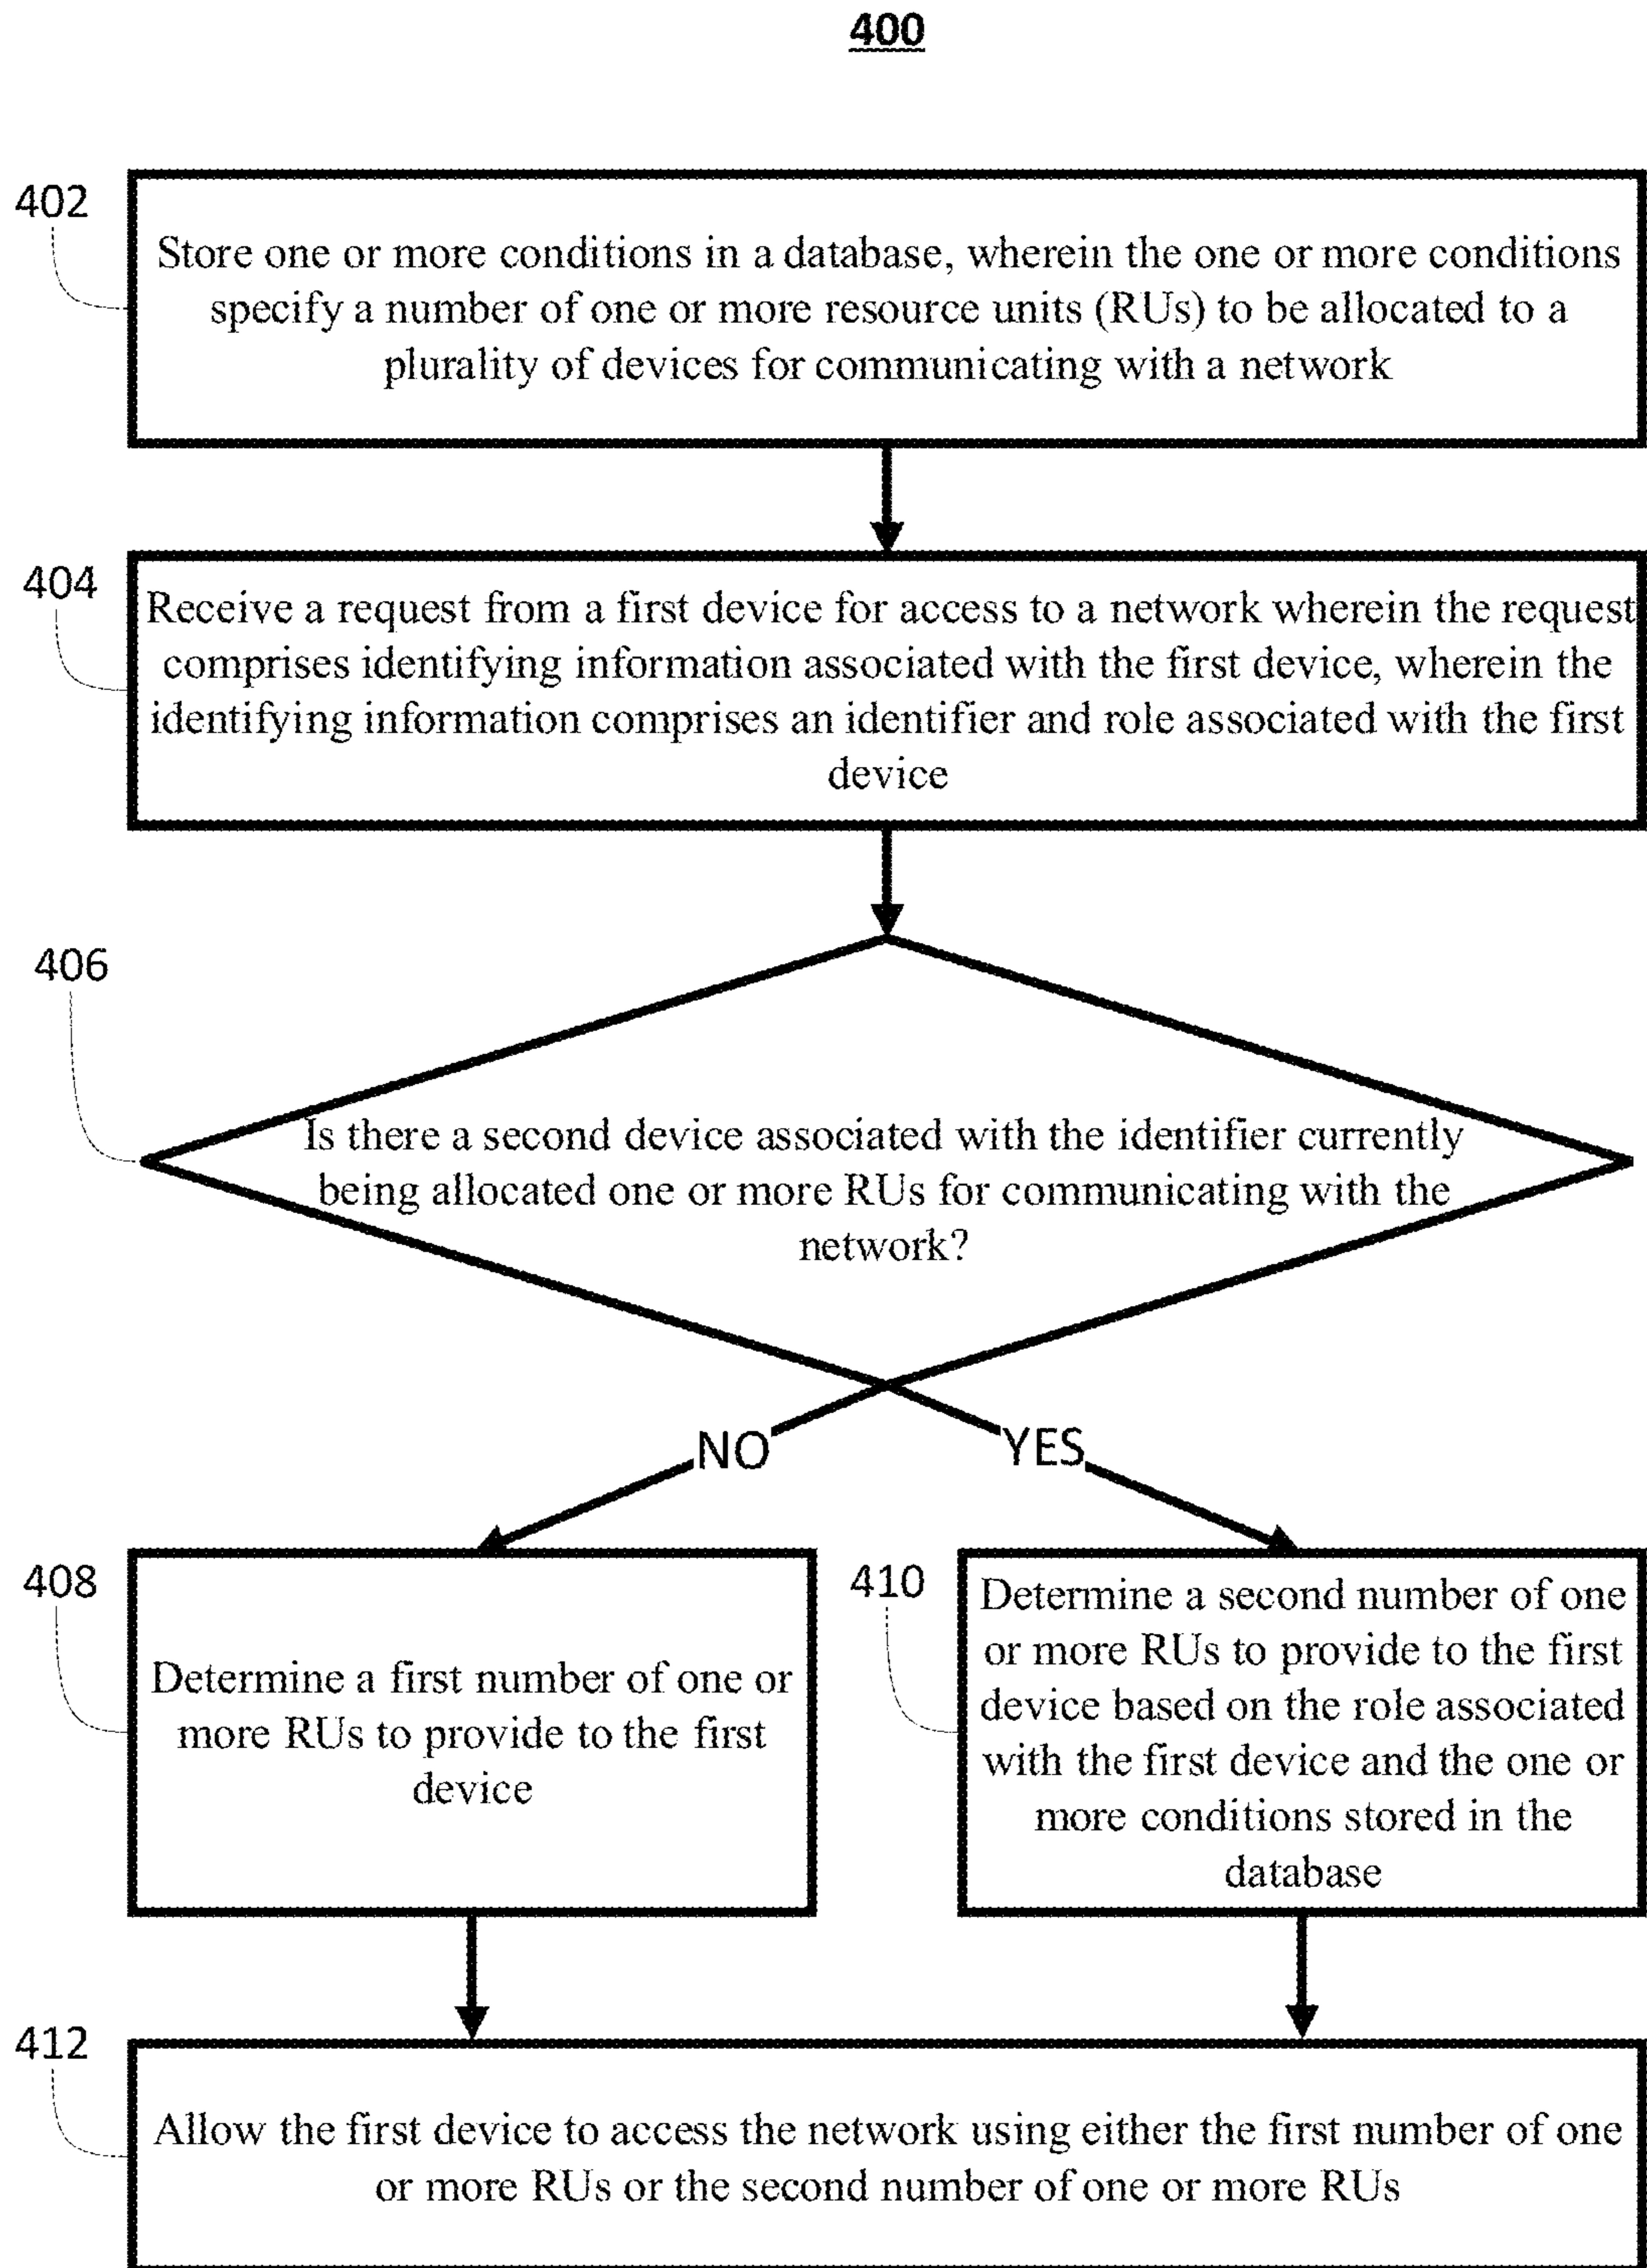 400
402
Store one or more conditions in a database, wherein the one or more conditions
specify a number of one or more resource units (RUs) to be allocated to a
plurality of devices for communicating with a network
404
Receive a request from a first device for access to a network wherein the request
comprises identifying information associated with the first device, wherein the
identifying information comprises an identifier and role associated with the first
device
406
Is there a second device associated with the identifier currently
being allocated one or more RUs for communicating with the
network?
NO
YES
408
Determine a first number of one or
more RUs to provide to the first
device
410
Determine a second number of one
or more RUs to provide to the first
device based on the role associated
with the first device and the one or
more conditions stored in the
database
412
Allow the first device to access the network using either the first number of one
or more RUs or the second number of one or more RUs